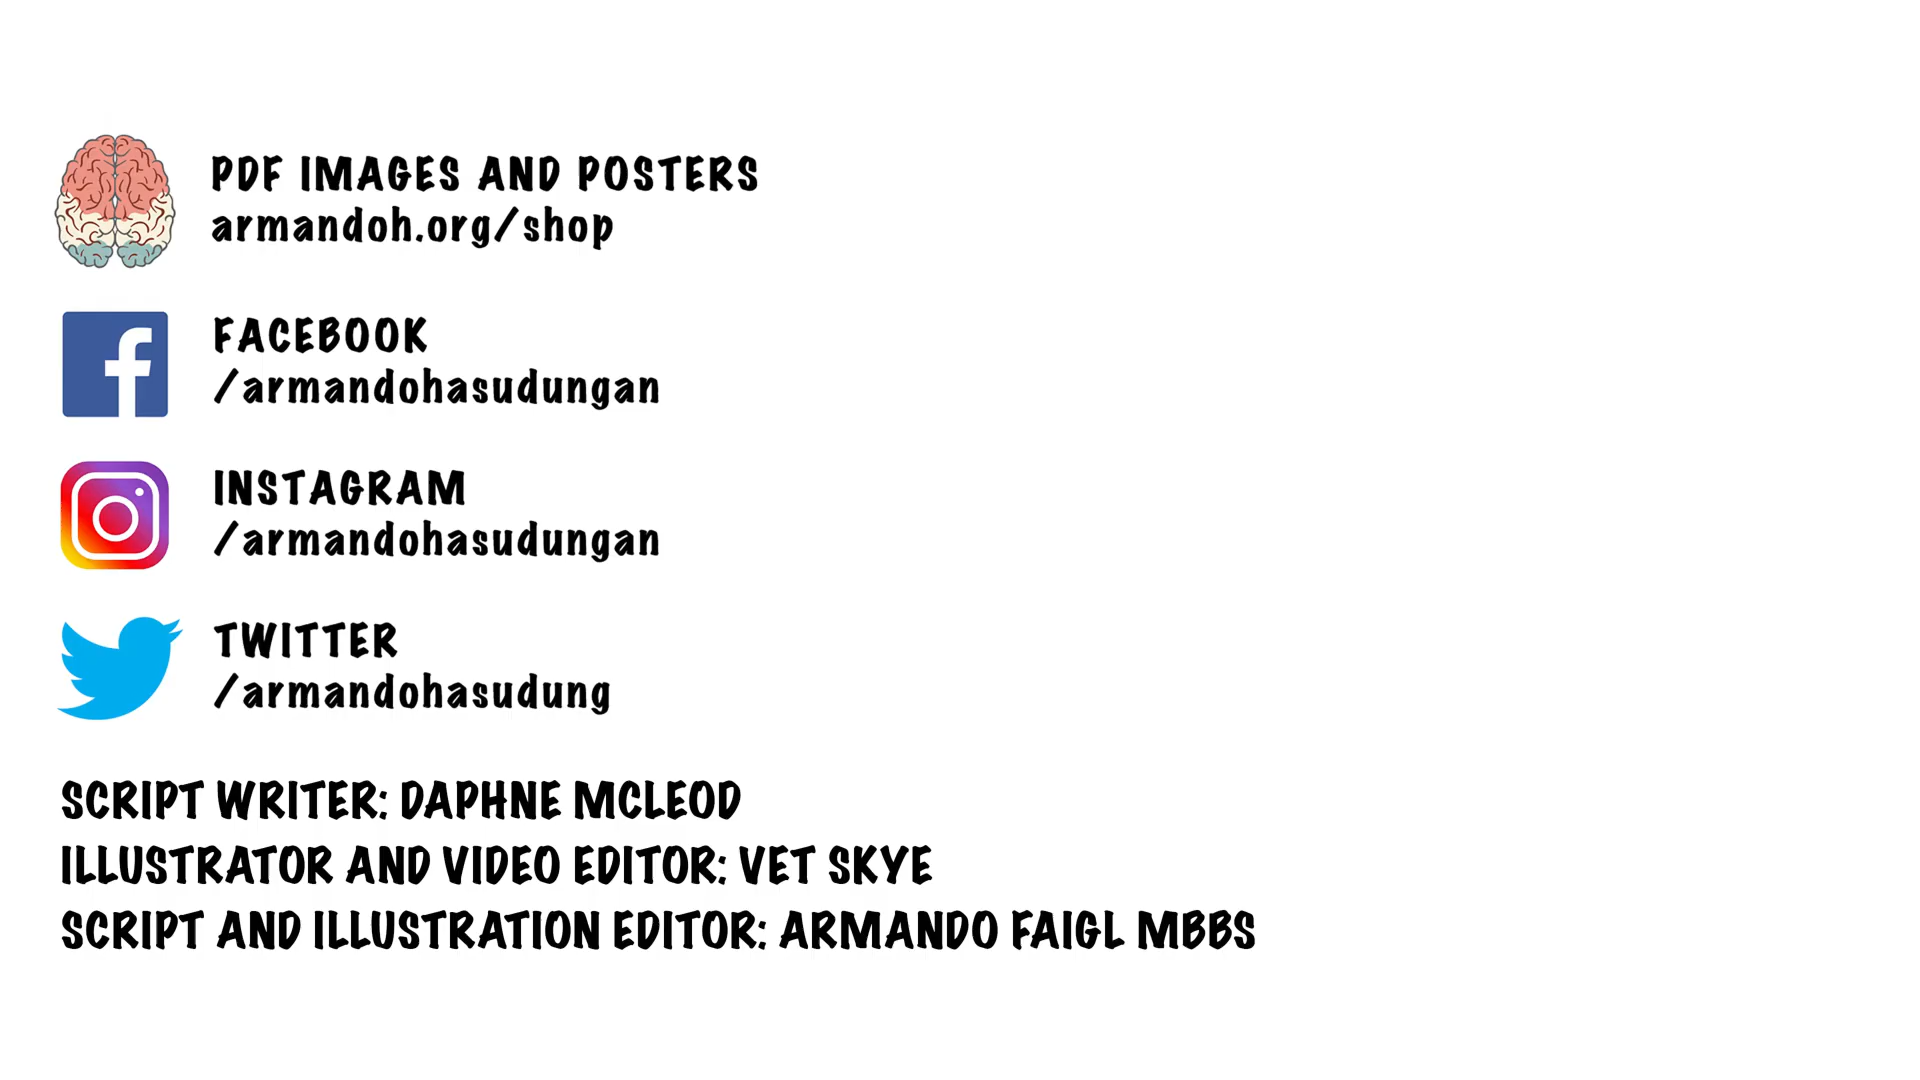 PDF IMAGES AND POSTERS
armandoh.org/shop
FACEBOOK
/armandohasudungan
INSTAGRAM
/armandohasudungan
TWITTER
/armandohasudung
SCRIPT WRITER: DAPHNE MCLEOD
ILLUSTRATOR AND VIDEO EDITOR: VET SKYE
SCRIPT AND ILLUSTRATION EDITOR: ARMANDO FAIGL MBBS